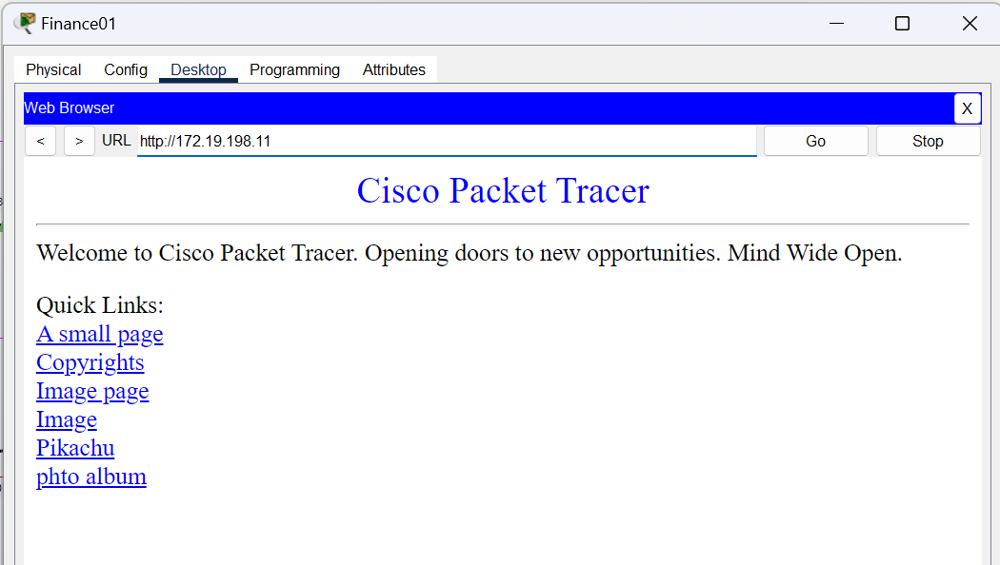 Finance01
Physical Config Desktop Programming Attributes
Web Browser X
< > URL http://172.19.198.11 Go Stop
Cisco Packet Tracer
Welcome to Cisco Packet Tracer. Opening doors to new opportunities. Mind Wide Open.
Quick Links:
A small page
Copyrights
Image page
Image
Pikachu
phto album